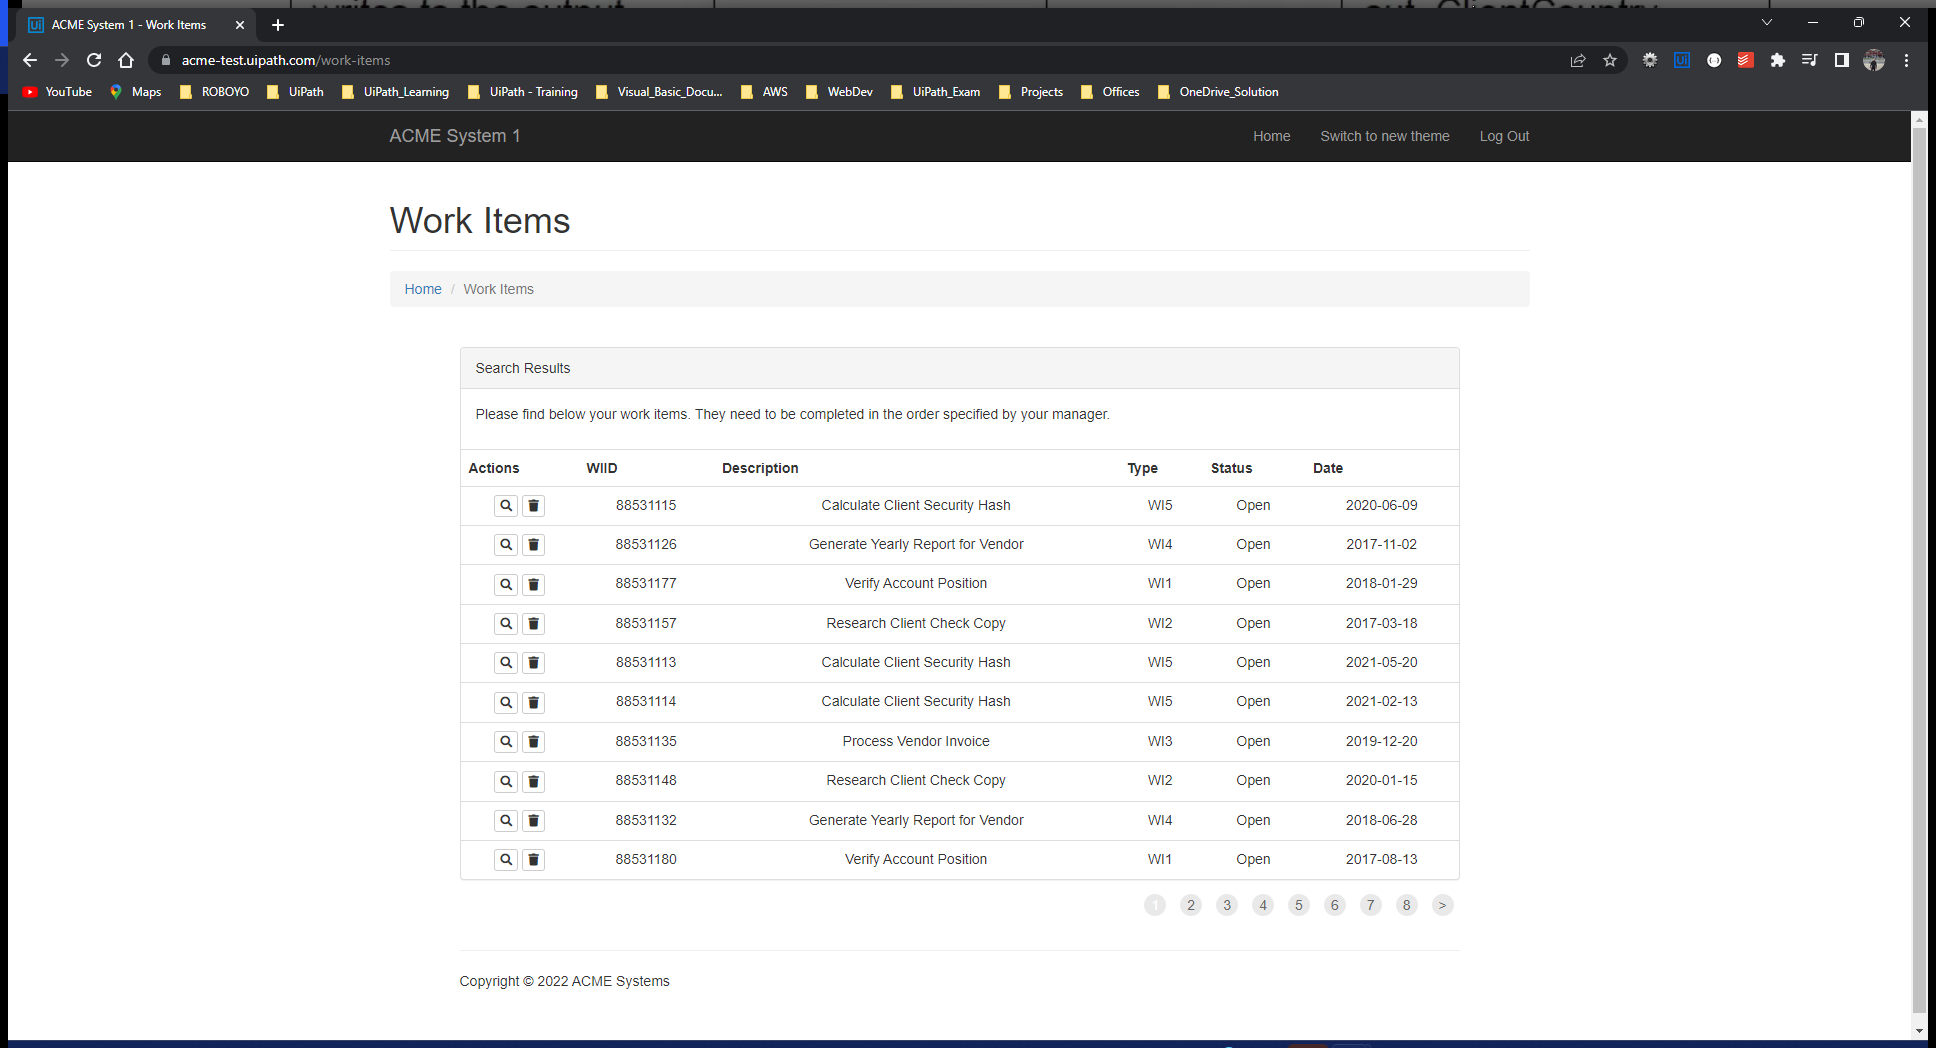 writes to the output
out_ClientCountry
ACME System 1 - Work Items
acme-test.uipath.com/work-items
YouTube Maps ROBOYO UiPath UiPath_Learning UiPath - Training Visual_Basic_Docu... AWS WebDev UiPath_Exam Projects Offices OneDrive_Solution
ACME System 1 Home Switch to new theme Log Out
Work Items
Home / Work Items
Search Results
Please find below your work items. They need to be completed in the order specified by your manager.
Actions WIID Description Type Status Date
88531115 Calculate Client Security Hash WI5 Open 2020-06-09
88531126 Generate Yearly Report for Vendor WI4 Open 2017-11-02
88531177 Verify Account Position WI1 Open 2018-01-29
88531157 Research Client Check Copy WI2 Open 2017-03-18
88531113 Calculate Client Security Hash WI5 Open 2021-05-20
88531114 Calculate Client Security Hash WI5 Open 2021-02-13
88531135 Process Vendor Invoice WI3 Open 2019-12-20
88531148 Research Client Check Copy WI2 Open 2020-01-15
88531132 Generate Yearly Report for Vendor WI4 Open 2018-06-28
88531180 Verify Account Position WI1 Open 2017-08-13
1 2 3 4 5 6 7 8 >
Copyright © 2022 ACME Systems